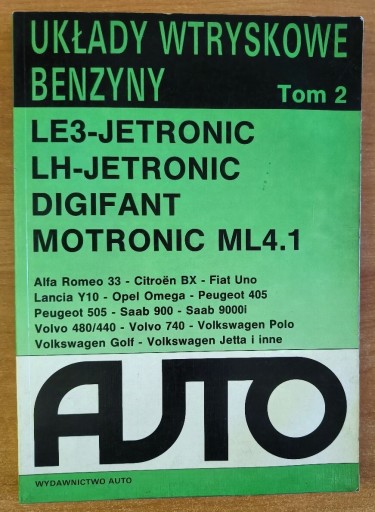 UKŁADY WTRYSKOWE
BENZYNY
Tom 2
LE3-JETRONIC
LH-JETRONIC
DIGIFANT
MOTRONIC ML4.1
Alfa Romeo 33 - Citroën BX - Fiat Uno
Lancia Y10 - Opel Omega - Peugeot 405
Peugeot 505 - Saab 900 - Saab 9000i
Volvo 480/440 - Volvo 740 - Volkswagen Polo
Volkswagen Golf - Volkswagen Jetta i inne
AUTO
WYDAWNICTWO AUTO